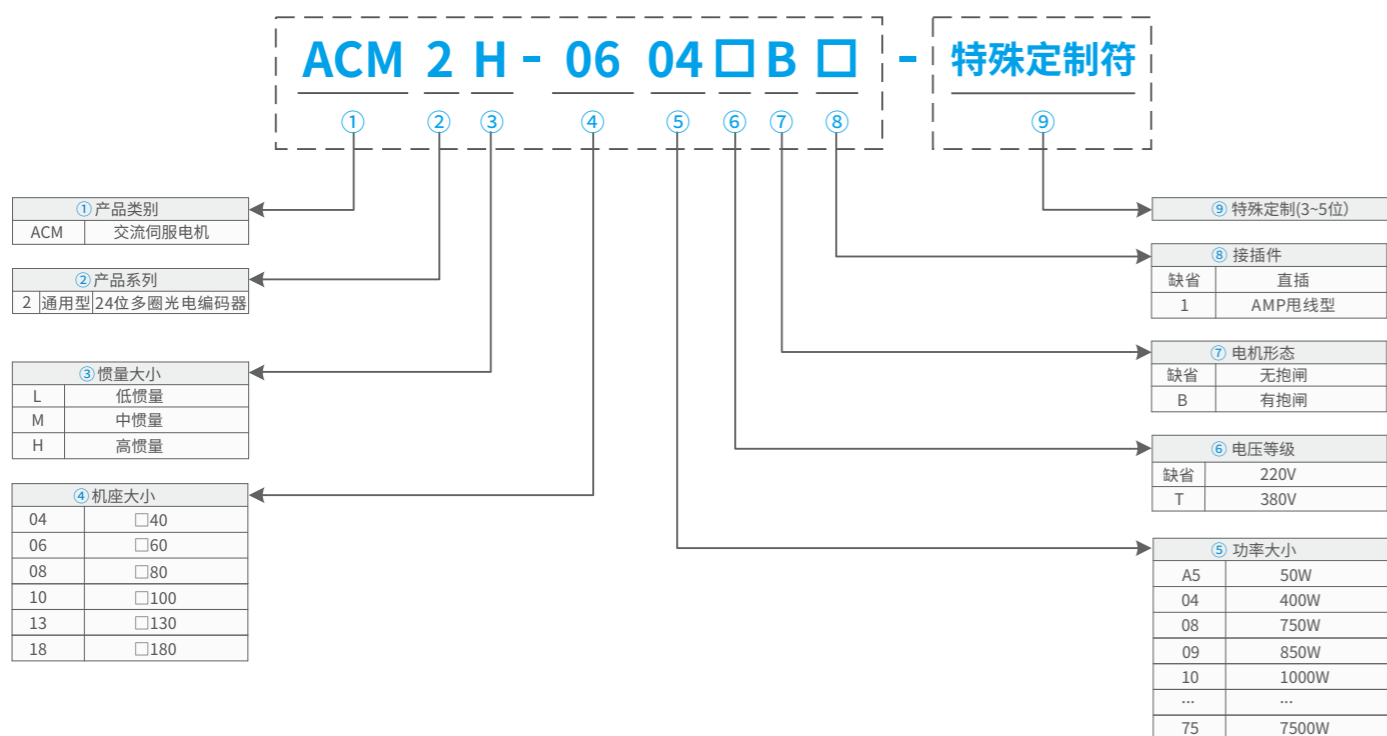 ACM 2 H - 06 04 □ B □ - 特殊定制符
① ② ③ ④ ⑤ ⑥ ⑦ ⑧ ⑨
① 产品类别
ACM 交流伺服电机
② 产品系列
2 通用型 24位多圈光电编码器
③ 惯量大小
L 低惯量
M 中惯量
H 高惯量
④ 机座大小
04 □40
06 □60
08 □80
10 □100
13 □130
18 □180
⑨ 特殊定制(3~5位)
⑧ 接插件
缺省 直插
1 AMP甩线型
⑦ 电机形态
缺省 无抱闸
B 有抱闸
⑥ 电压等级
缺省 220V
T 380V
⑤ 功率大小
A5 50W
04 400W
08 750W
09 850W
10 1000W
... ...
75 7500W